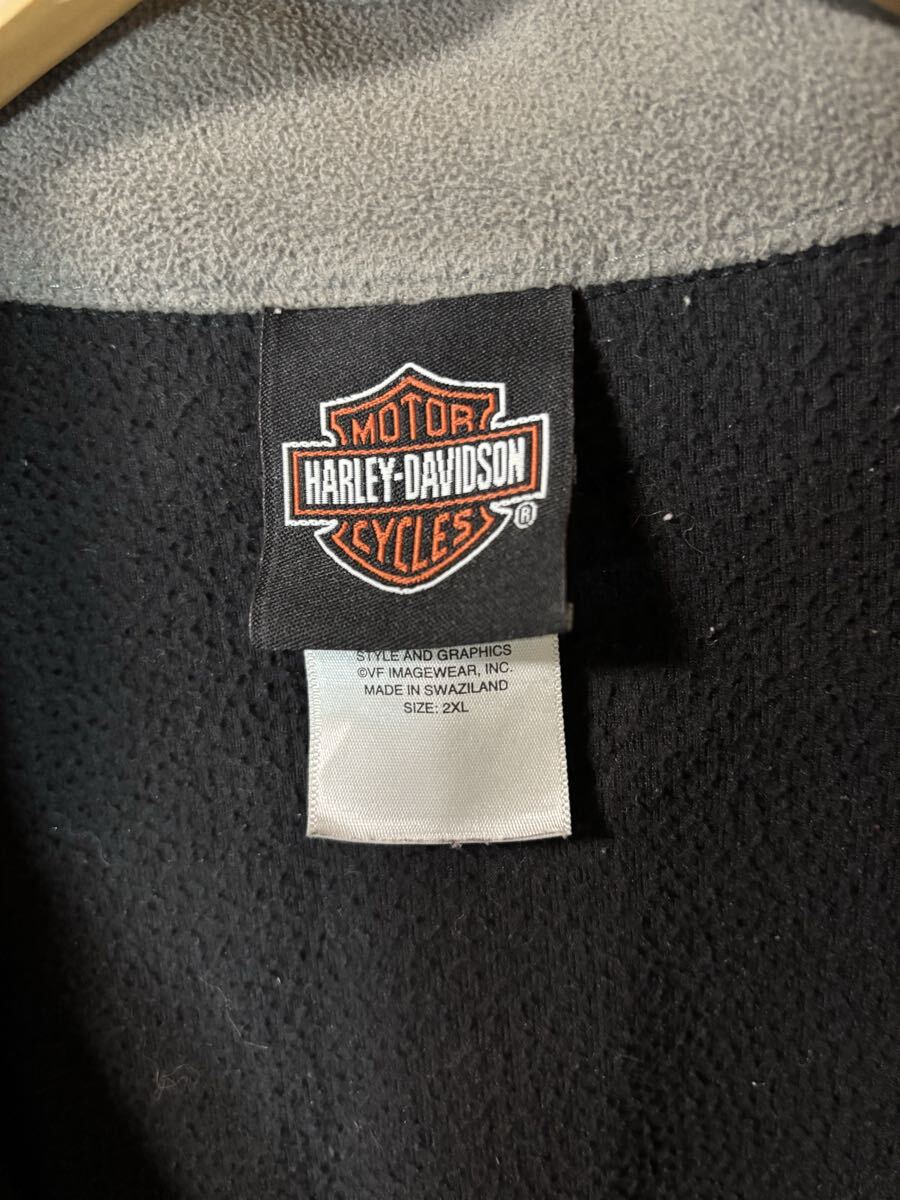 MOTOR
HARLEY-DAVIDSON
CYCLES
®
STYLE AND GRAPHICS
©VF IMAGEWEAR, INC.
MADE IN SWAZILAND
SIZE: 2XL